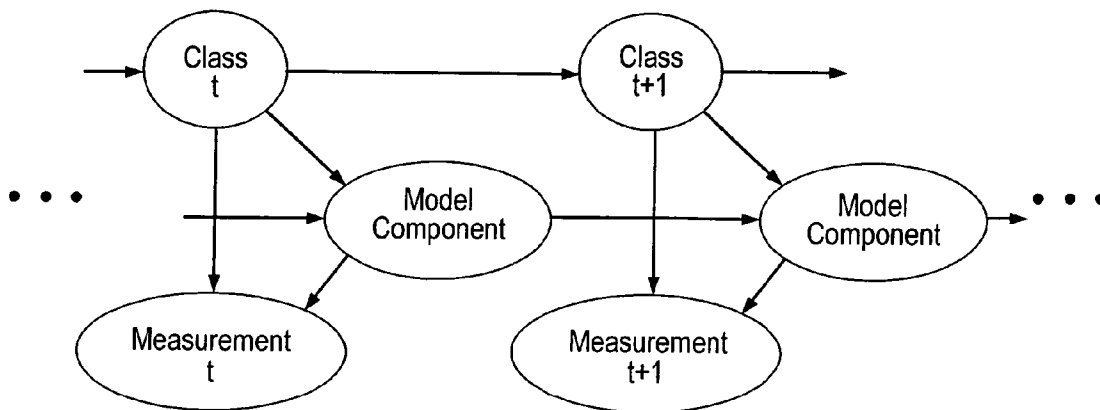 Class
t
Class
t+1
Model
Component
Model
Component
Measurement
t
Measurement
t+1